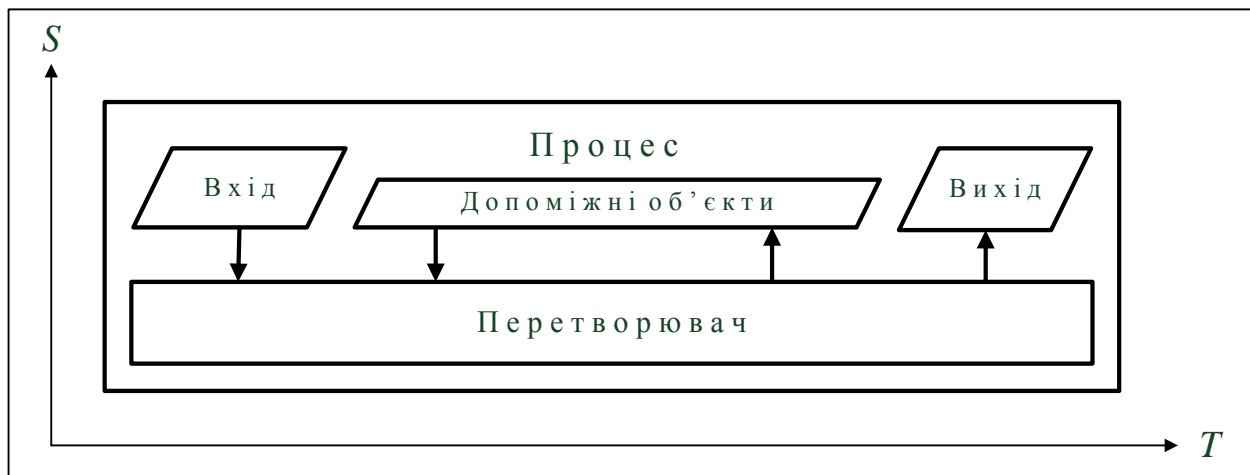 S
Процес
Вхід
Допоміжні об’єкти
Вихід
Перетворювач
T